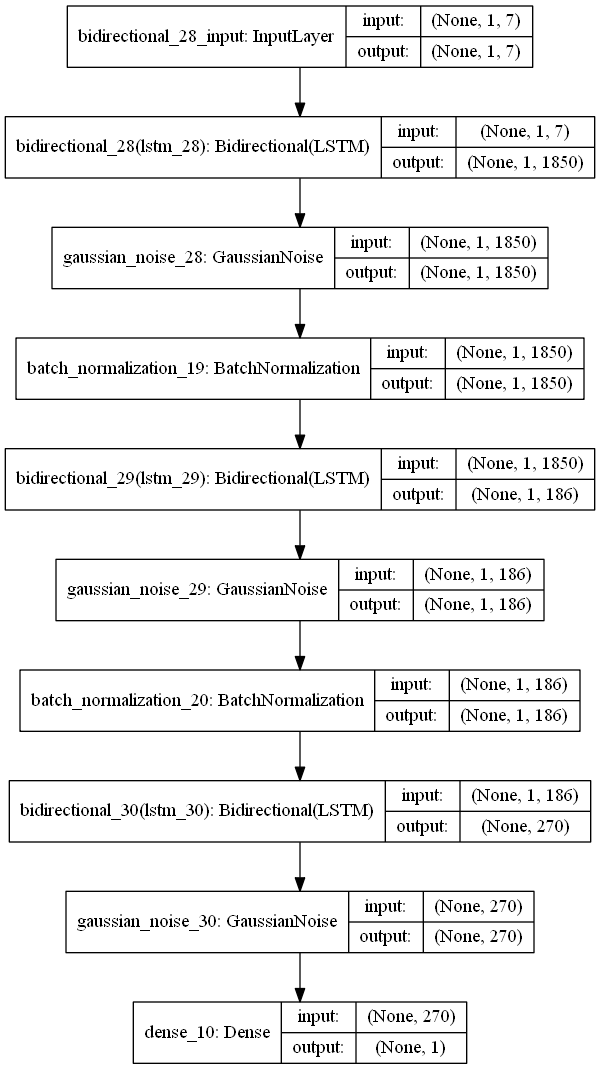 bidirectional_28_input: InputLayer
input: (None, 1, 7)
output: (None, 1, 7)
bidirectional_28(lstm_28): Bidirectional(LSTM)
input: (None, 1, 7)
output: (None, 1, 1850)
gaussian_noise_28: GaussianNoise
input: (None, 1, 1850)
output: (None, 1, 1850)
batch_normalization_19: BatchNormalization
input: (None, 1, 1850)
output: (None, 1, 1850)
bidirectional_29(lstm_29): Bidirectional(LSTM)
input: (None, 1, 1850)
output: (None, 1, 186)
gaussian_noise_29: GaussianNoise
input: (None, 1, 186)
output: (None, 1, 186)
batch_normalization_20: BatchNormalization
input: (None, 1, 186)
output: (None, 1, 186)
bidirectional_30(lstm_30): Bidirectional(LSTM)
input: (None, 1, 186)
output: (None, 270)
gaussian_noise_30: GaussianNoise
input: (None, 270)
output: (None, 270)
dense_10: Dense
input: (None, 270)
output: (None, 1)